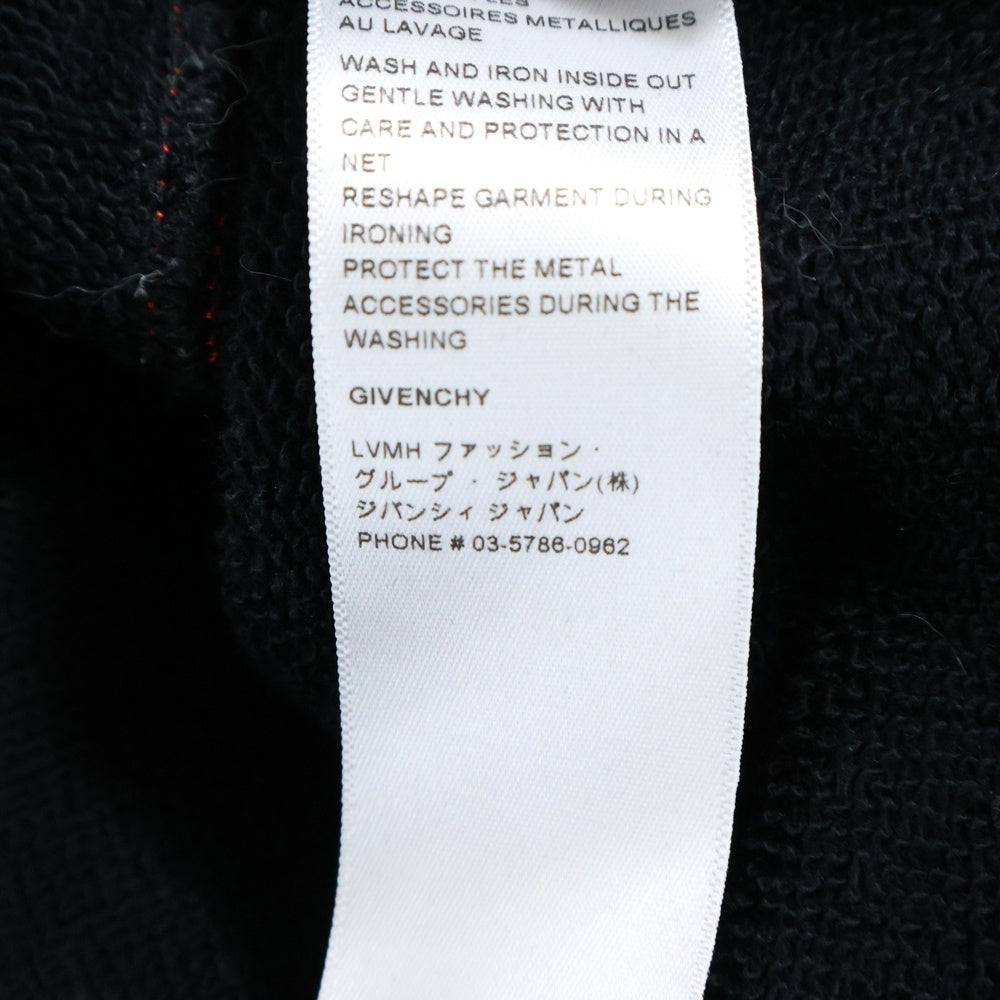 ACCESSOIRES METALLIQUES
AU LAVAGE
WASH AND IRON INSIDE OUT
GENTLE WASHING WITH
CARE AND PROTECTION IN A
NET
RESHAPE GARMENT DURING
IRONING
PROTECT THE METAL
ACCESSORIES DURING THE
WASHING
GIVENCHY
LVMH ファッション・
グループ・ジャパン(株)
ジバンシィ ジャパン
PHONE # 03-5786-0962